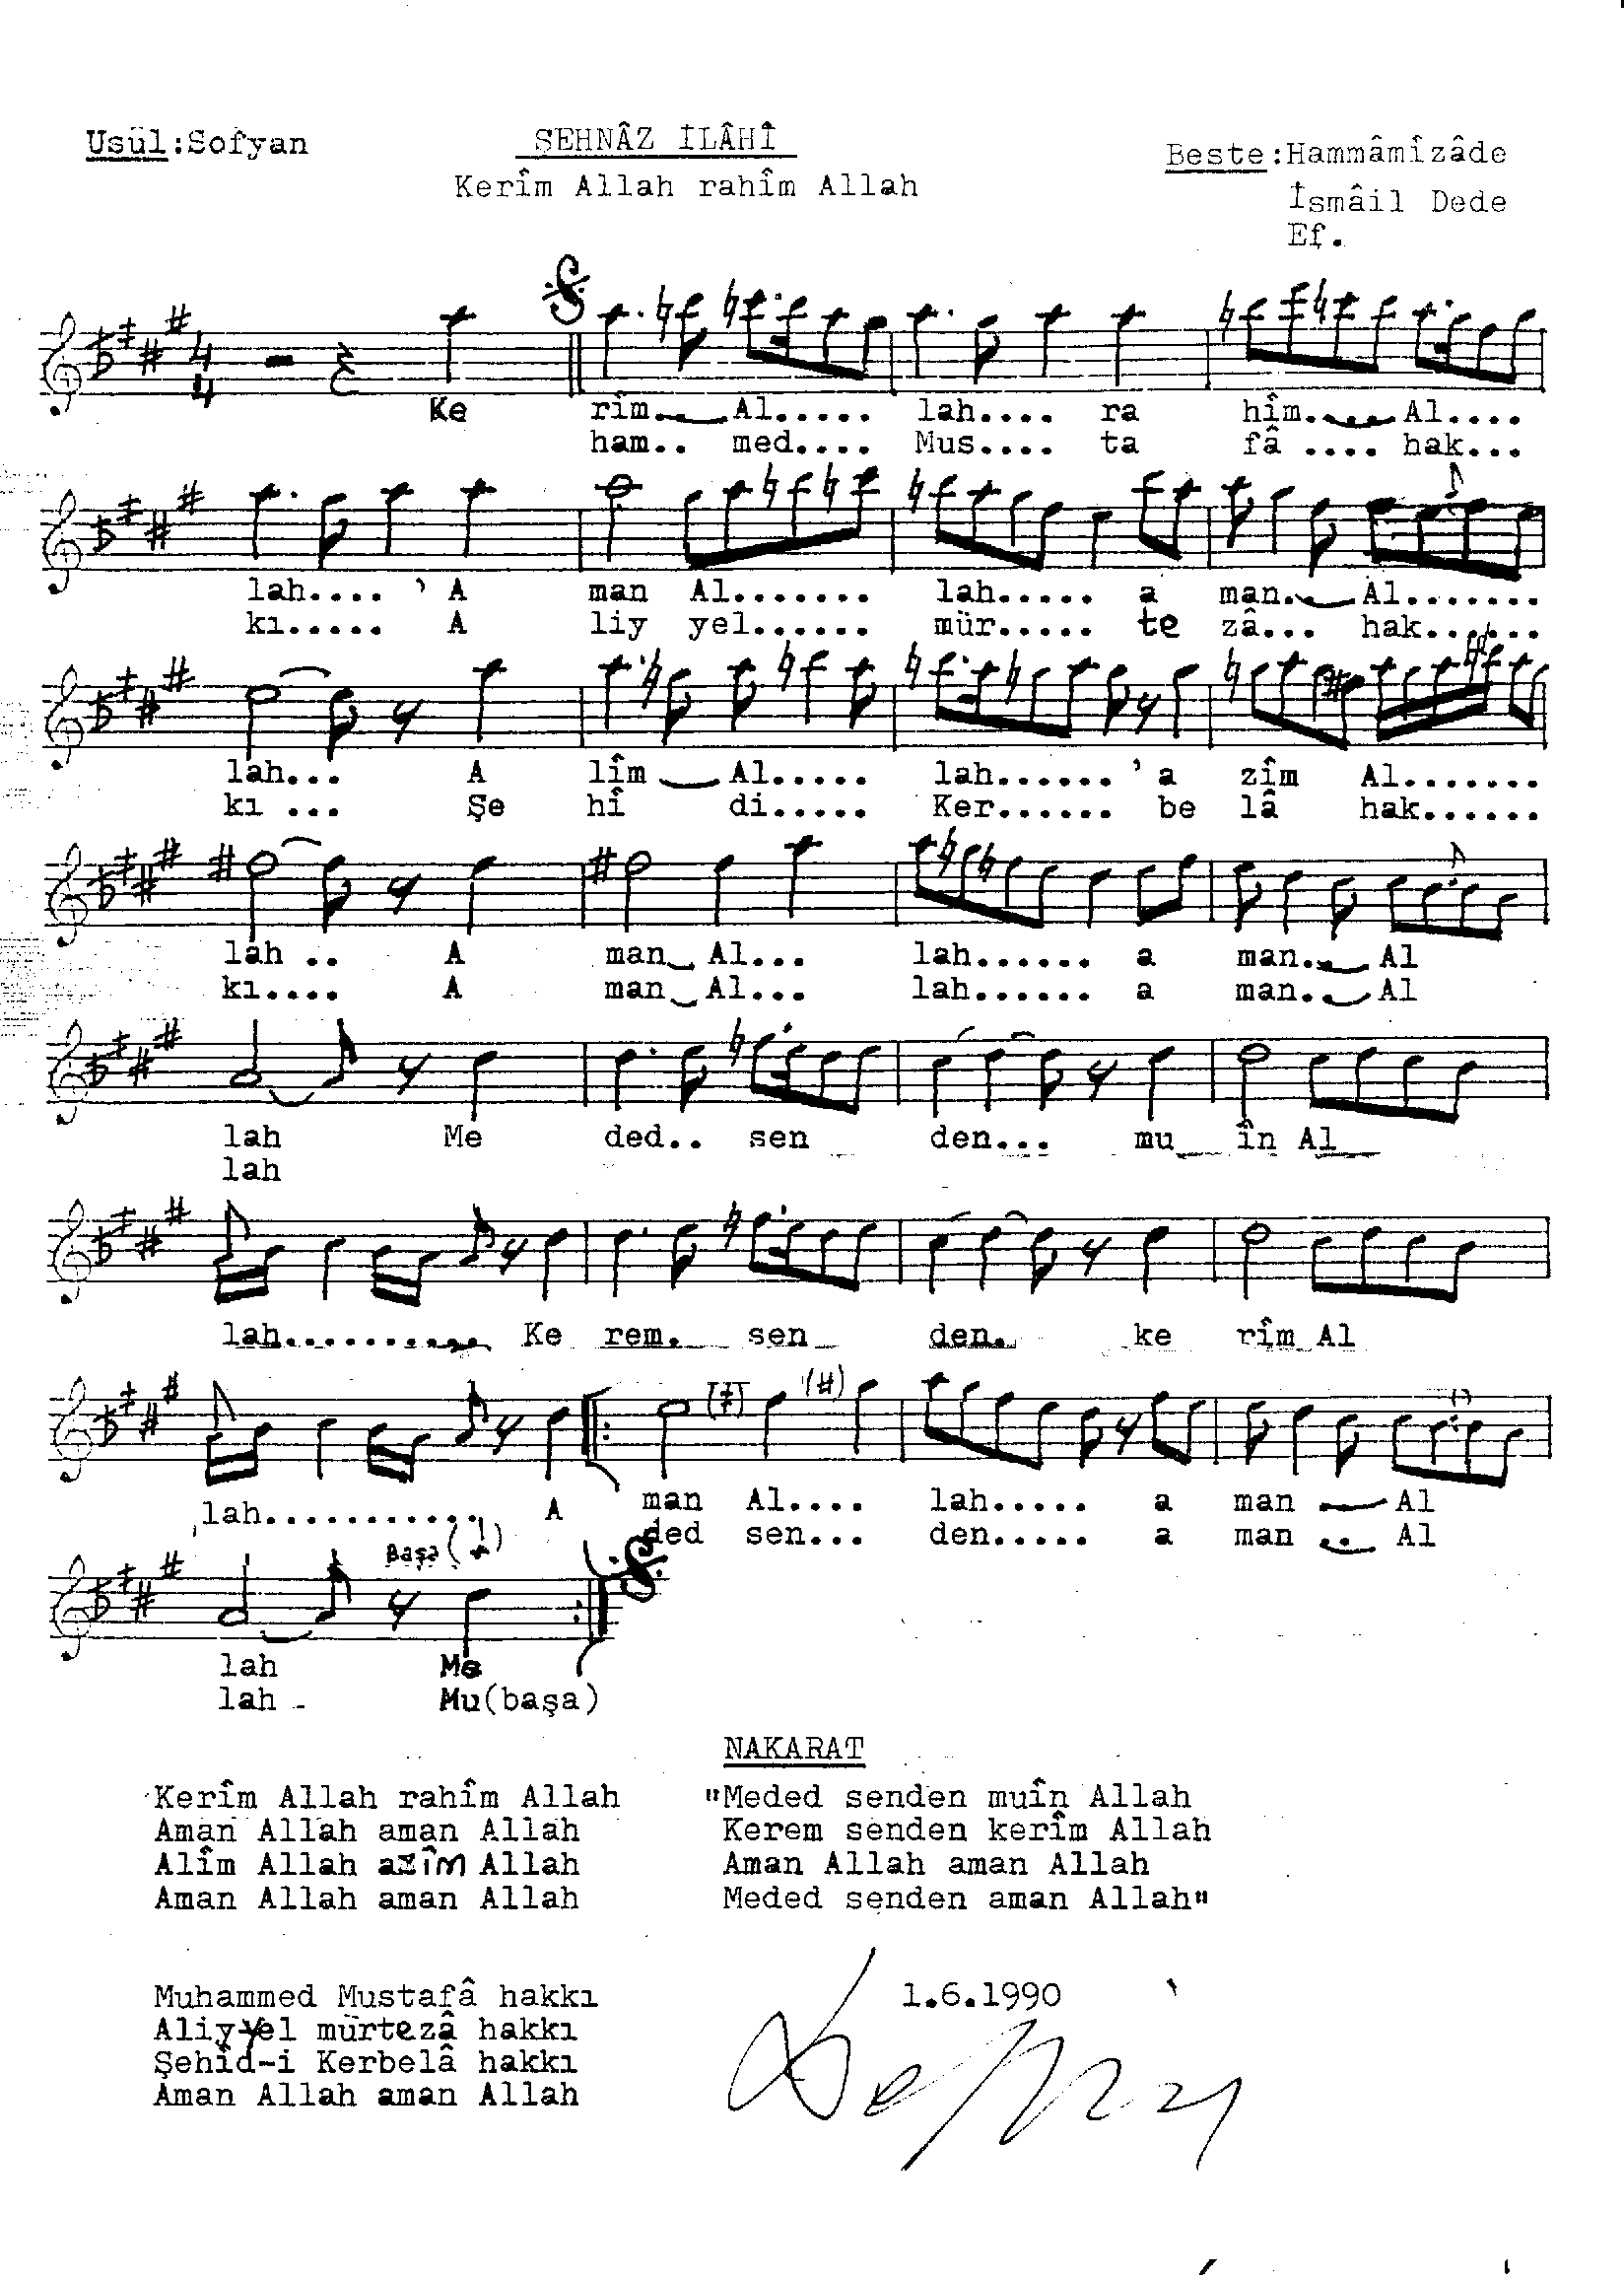 Usül:Sofyan
ŞEHNÂZ İLÂHÎ
Kerîm Allah rahîm Allah
Beste:Hammâmîzâde
İsmâil Dede
Ef.
4
4
Ke rîm.. Al..... lah.... ra hîm.... Al....
ham.. med.... Mus.... ta fâ .... hak...
lah.... ' A man Al....... lah..... a man.. Al.......
kı..... A liy yel...... mür..... te zâ... hak......
lah... A lîm Al..... lah......' a zîm Al.......
kı ... Şe hî di..... Ker...... be lâ hak......
lah .. A man Al... lah...... a man.. Al
kı.... A man Al... lah...... a man.. Al
lah Me ded.. sen den... mu în Al
lah
lah.......... Ke rem. sen den. ke rîm Al
lah........... A man Al.... lah..... a man Al
ded sen... den..... a man .. Al
Başa
lah Me
lah - Mu(başa)
NAKARAT
Kerîm Allah rahîm Allah
Aman Allah aman Allah
Alîm Allah azîm Allah
Aman Allah aman Allah
"Meded senden muîn Allah
Kerem senden kerîm Allah
Aman Allah aman Allah
Meded senden aman Allah"
Muhammed Mustafâ hakkı
Aliyyel mürtezâ hakkı
Şehîd-i Kerbelâ hakkı
Aman Allah aman Allah
1.6.1990